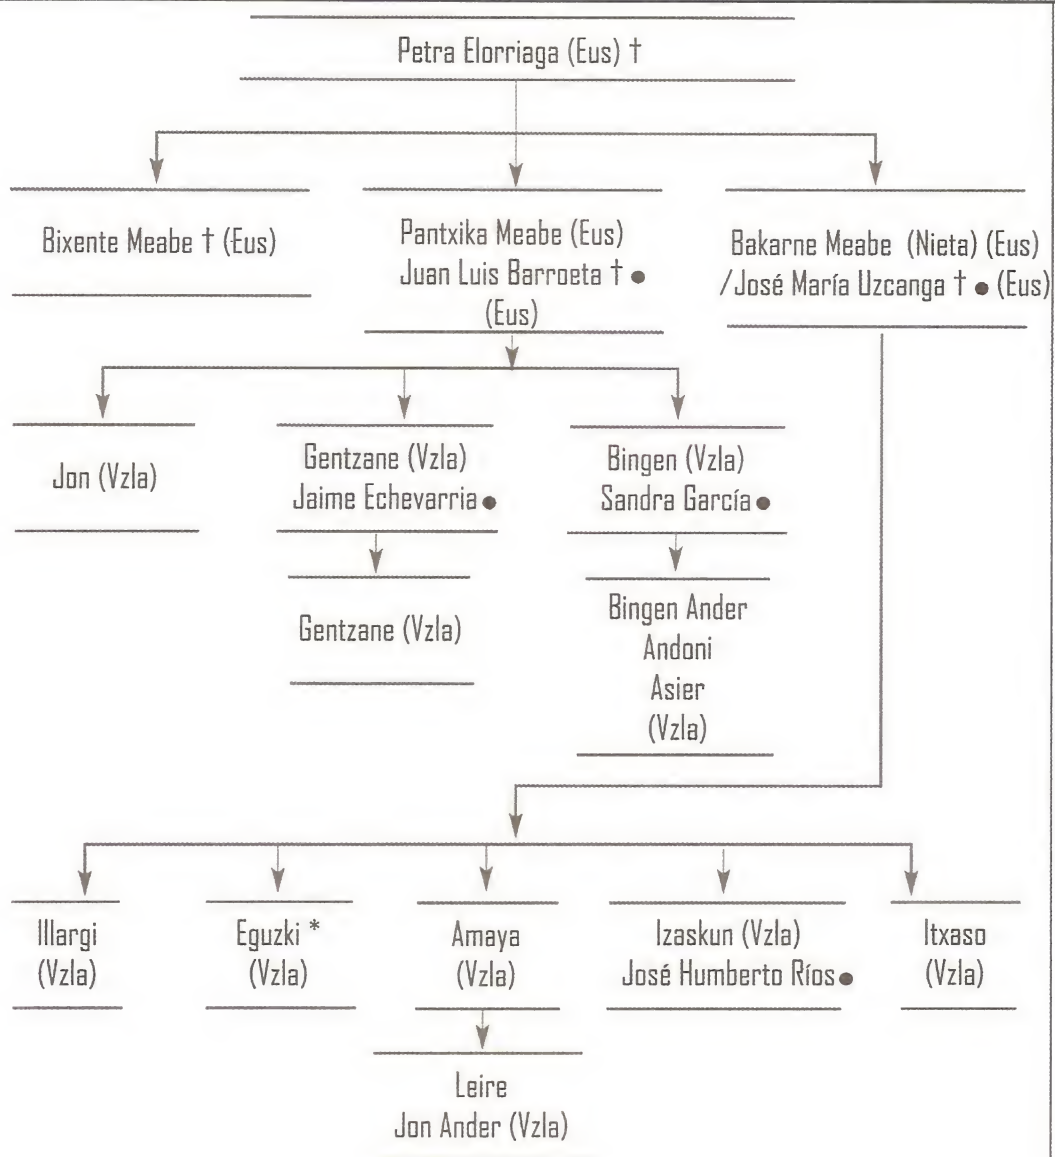 Petra Elorriaga (Eus) †
Bixente Meabe † (Eus)
Pantxika Meabe (Eus)
Juan Luis Barroeta † ●
(Eus)
Bakarne Meabe (Nieta) (Eus)
/José María Uzcanga † ● (Eus)
Jon (Vzla)
Gentzane (Vzla)
Jaime Echevarria ●
Bingen (Vzla)
Sandra García ●
Gentzane (Vzla)
Bingen Ander
Andoni
Asier
(Vzla)
Illargi
(Vzla)
Eguzki *
(Vzla)
Amaya
(Vzla)
Izaskun (Vzla)
José Humberto Ríos ●
Itxaso
(Vzla)
Leire
Jon Ander (Vzla)